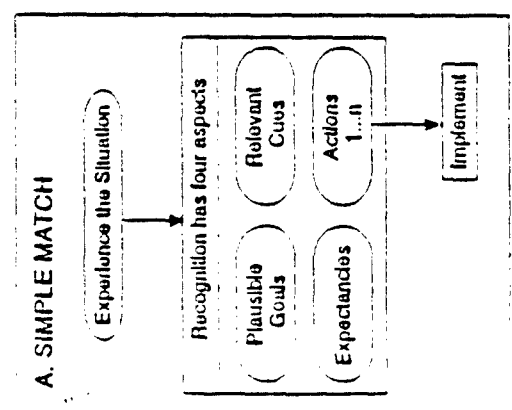 A. SIMPLE MATCH
Experience the Situation
Recognition has four aspects
Plausible
Goals
Relevant
Cues
Expectancies
Actions
1...n
Implement